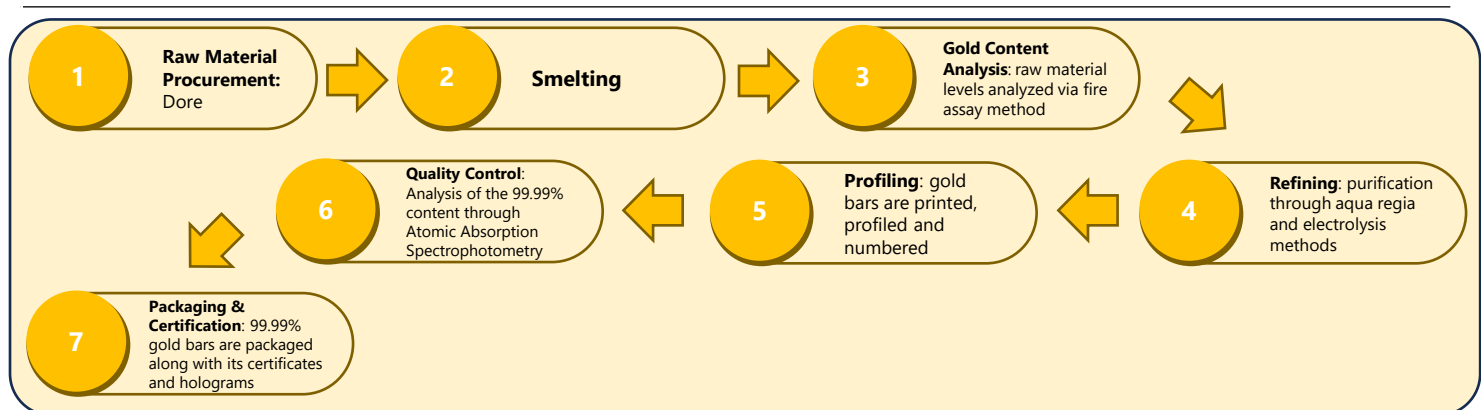 1
Raw Material
Procurement:
Dore
2
Smelting
3
Gold Content
Analysis: raw material
levels analyzed via fire
assay method
4
Refining: purification
through aqua regia
and electrolysis
methods
5
Profiling: gold
bars are printed,
profiled and
numbered
6
Quality Control:
Analysis of the 99.99%
content through
Atomic Absorption
Spectrophotometry
7
Packaging &
Certification: 99.99%
gold bars are packaged
along with its certificates
and holograms